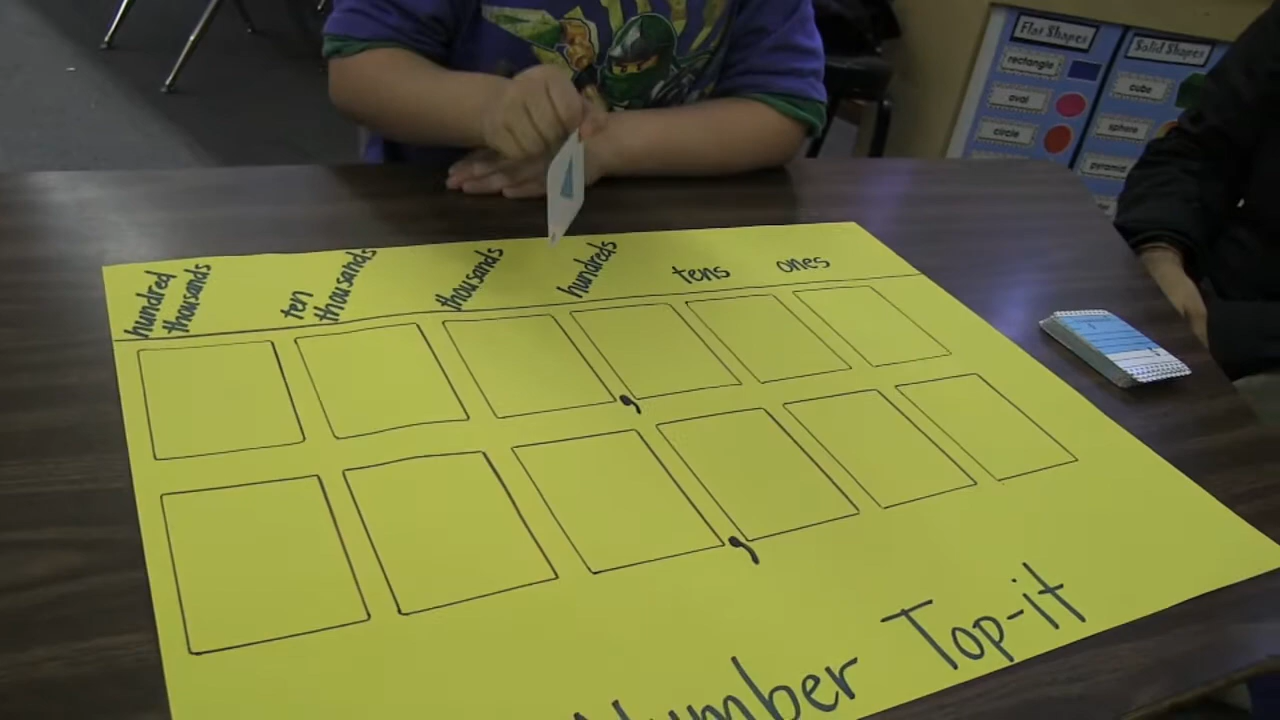 Flat Shapes
rectangle
oval
circle
Solid Shapes
cube
sphere
pyramid
hundred thousands
ten thousands
thousands
hundreds
tens
ones
,
,
Number Top-it